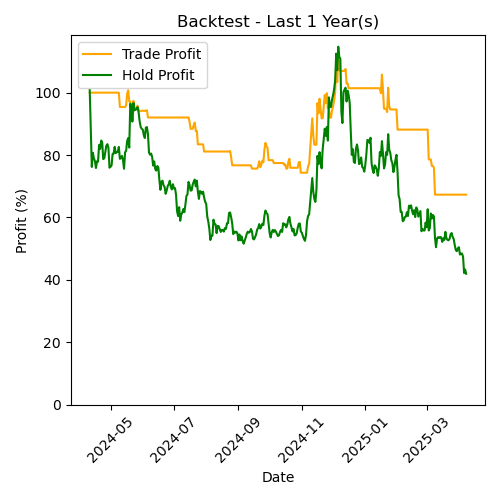 Backtest - Last 1 Year(s)
Trade Profit
Hold Profit
Profit (%)
100
80
60
40
20
0
2024-05
2024-07
2024-09
2024-11
2025-01
2025-03
Date